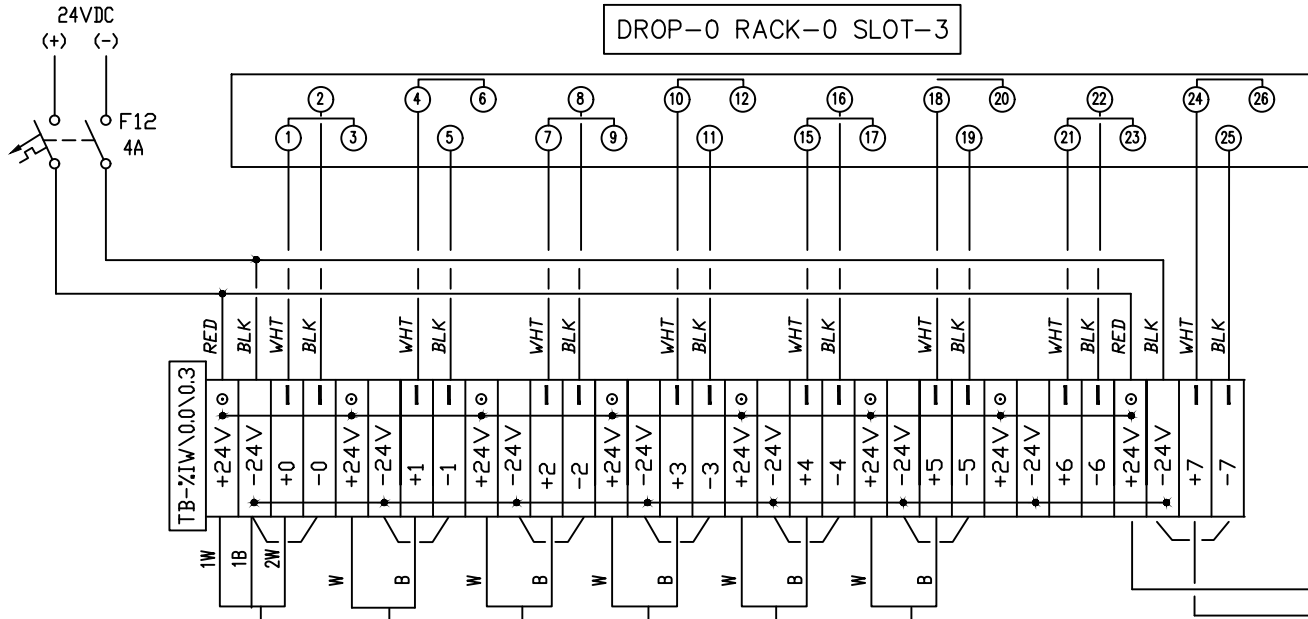 24VDC
(+) (-)
DROP-0 RACK-0 SLOT-3
F12
4A
2 4 6 8 10 12 16 18 20 22 24 26
1 3 5 7 9 11 15 17 19 21 23 25
RED BLK WHT BLK WHT BLK WHT BLK WHT BLK WHT BLK WHT BLK WHT BLK RED BLK WHT BLK
TB-%IW\0.0\0.3
+24V -24V +0 -0 +24V -24V +1 -1 +24V -24V +2 -2 +24V -24V +3 -3 +24V -24V +4 -4 +24V -24V +5 -5 +24V -24V +6 -6 +24V -24V +7 -7
1W 1B 2W W B W B W B W B W B